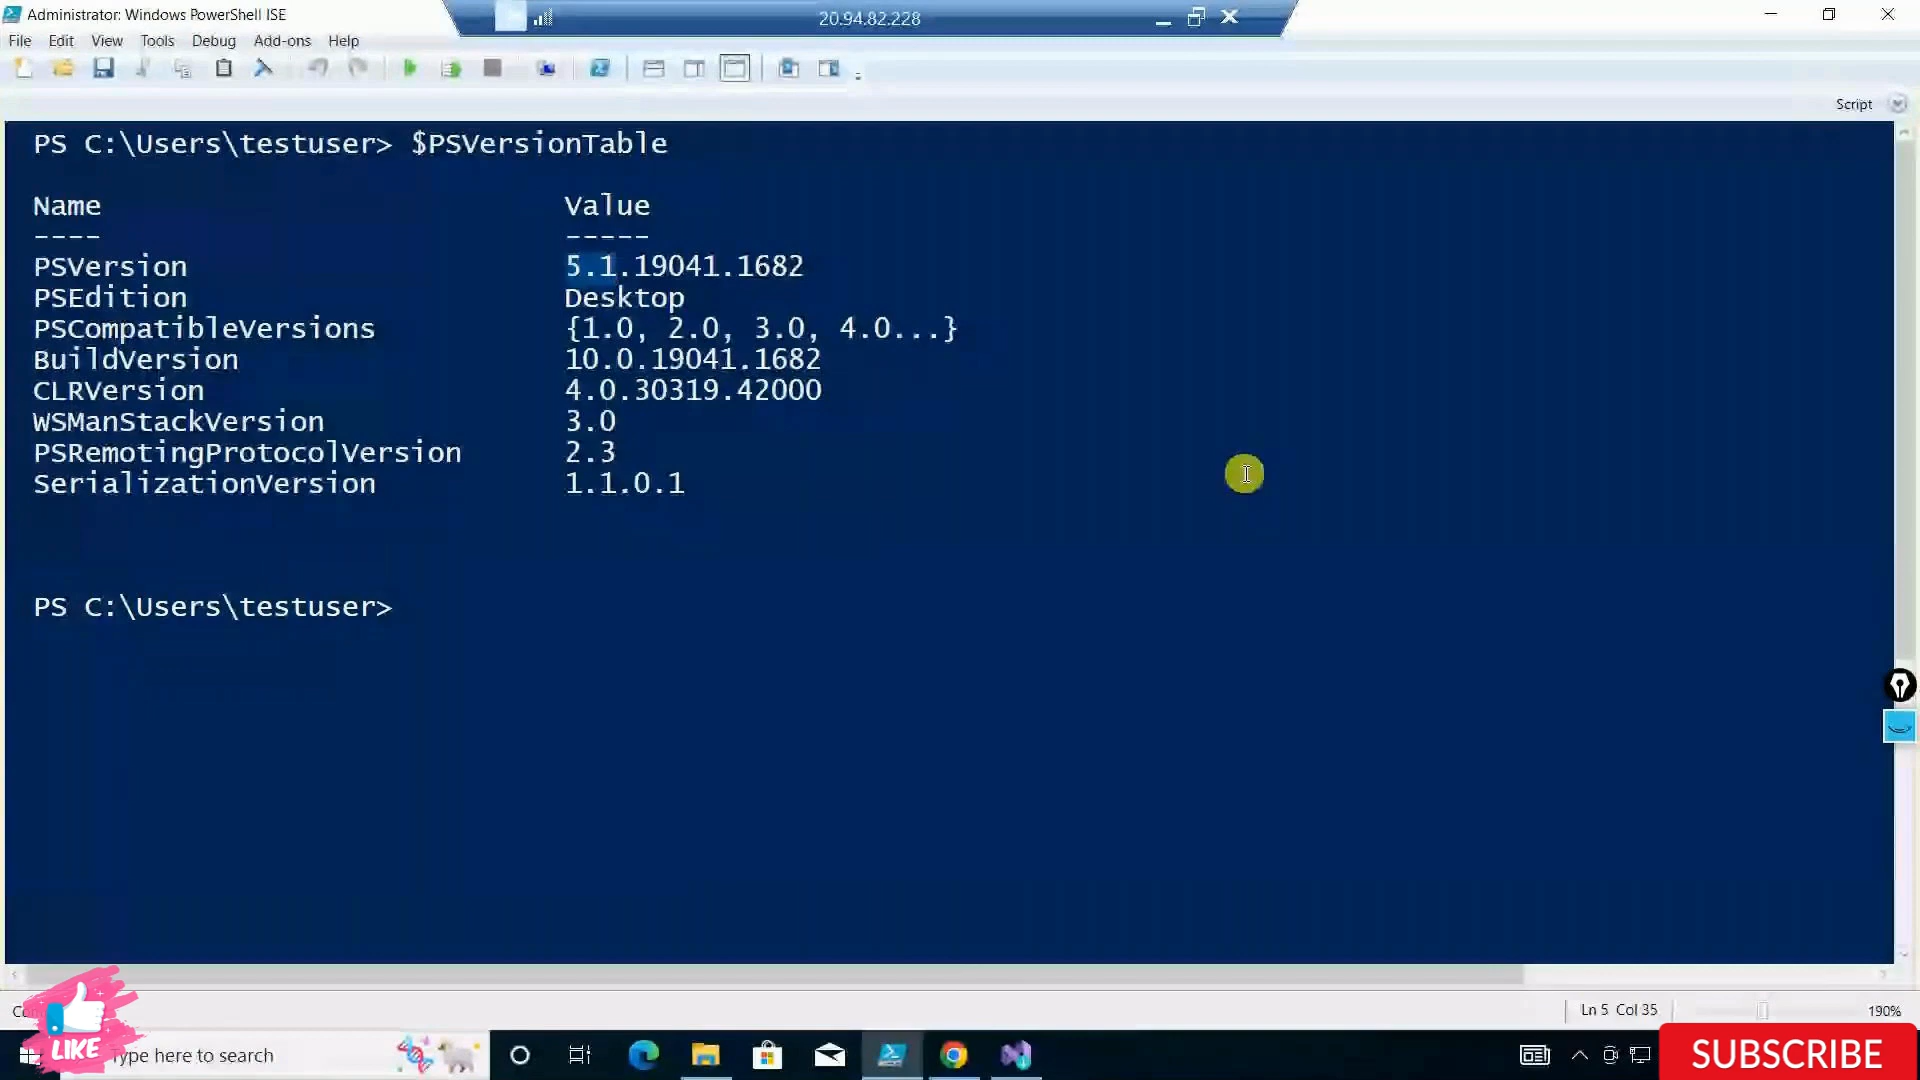 Administrator: Windows PowerShell ISE
20.94.82.228
File Edit View Tools Debug Add-ons Help
Script
PS C:\Users\testuser> $PSVersionTable
Name Value
---- -----
PSVersion 5.1.19041.1682
PSEdition Desktop
PSCompatibleVersions {1.0, 2.0, 3.0, 4.0...}
BuildVersion 10.0.19041.1682
CLRVersion 4.0.30319.42000
WSManStackVersion 3.0
PSRemotingProtocolVersion 2.3
SerializationVersion 1.1.0.1
PS C:\Users\testuser>
Ln 5 Col 35
190%
LIKE
Type here to search
SUBSCRIBE